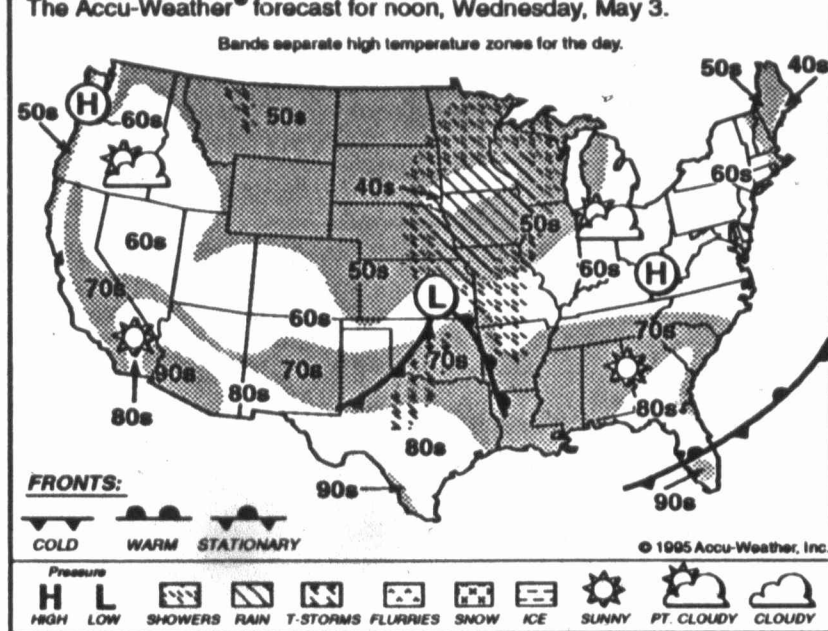 The Accu-Weather® forecast for noon, Wednesday, May 3.
Bands separate high temperature zones for the day.
50s 40s
H
50s 60s 50s
40s 60s
60s 50s
50s 60s H
70s L
60s 70s
70s 70s
90s 80s 80s
80s 80s
90s 90s
FRONTS:
COLD WARM STATIONARY
© 1995 Accu-Weather, Inc.
Pressure
H L
HIGH LOW SHOWERS RAIN T-STORMS FLURRIES SNOW ICE SUNNY PT. CLOUDY CLOUDY